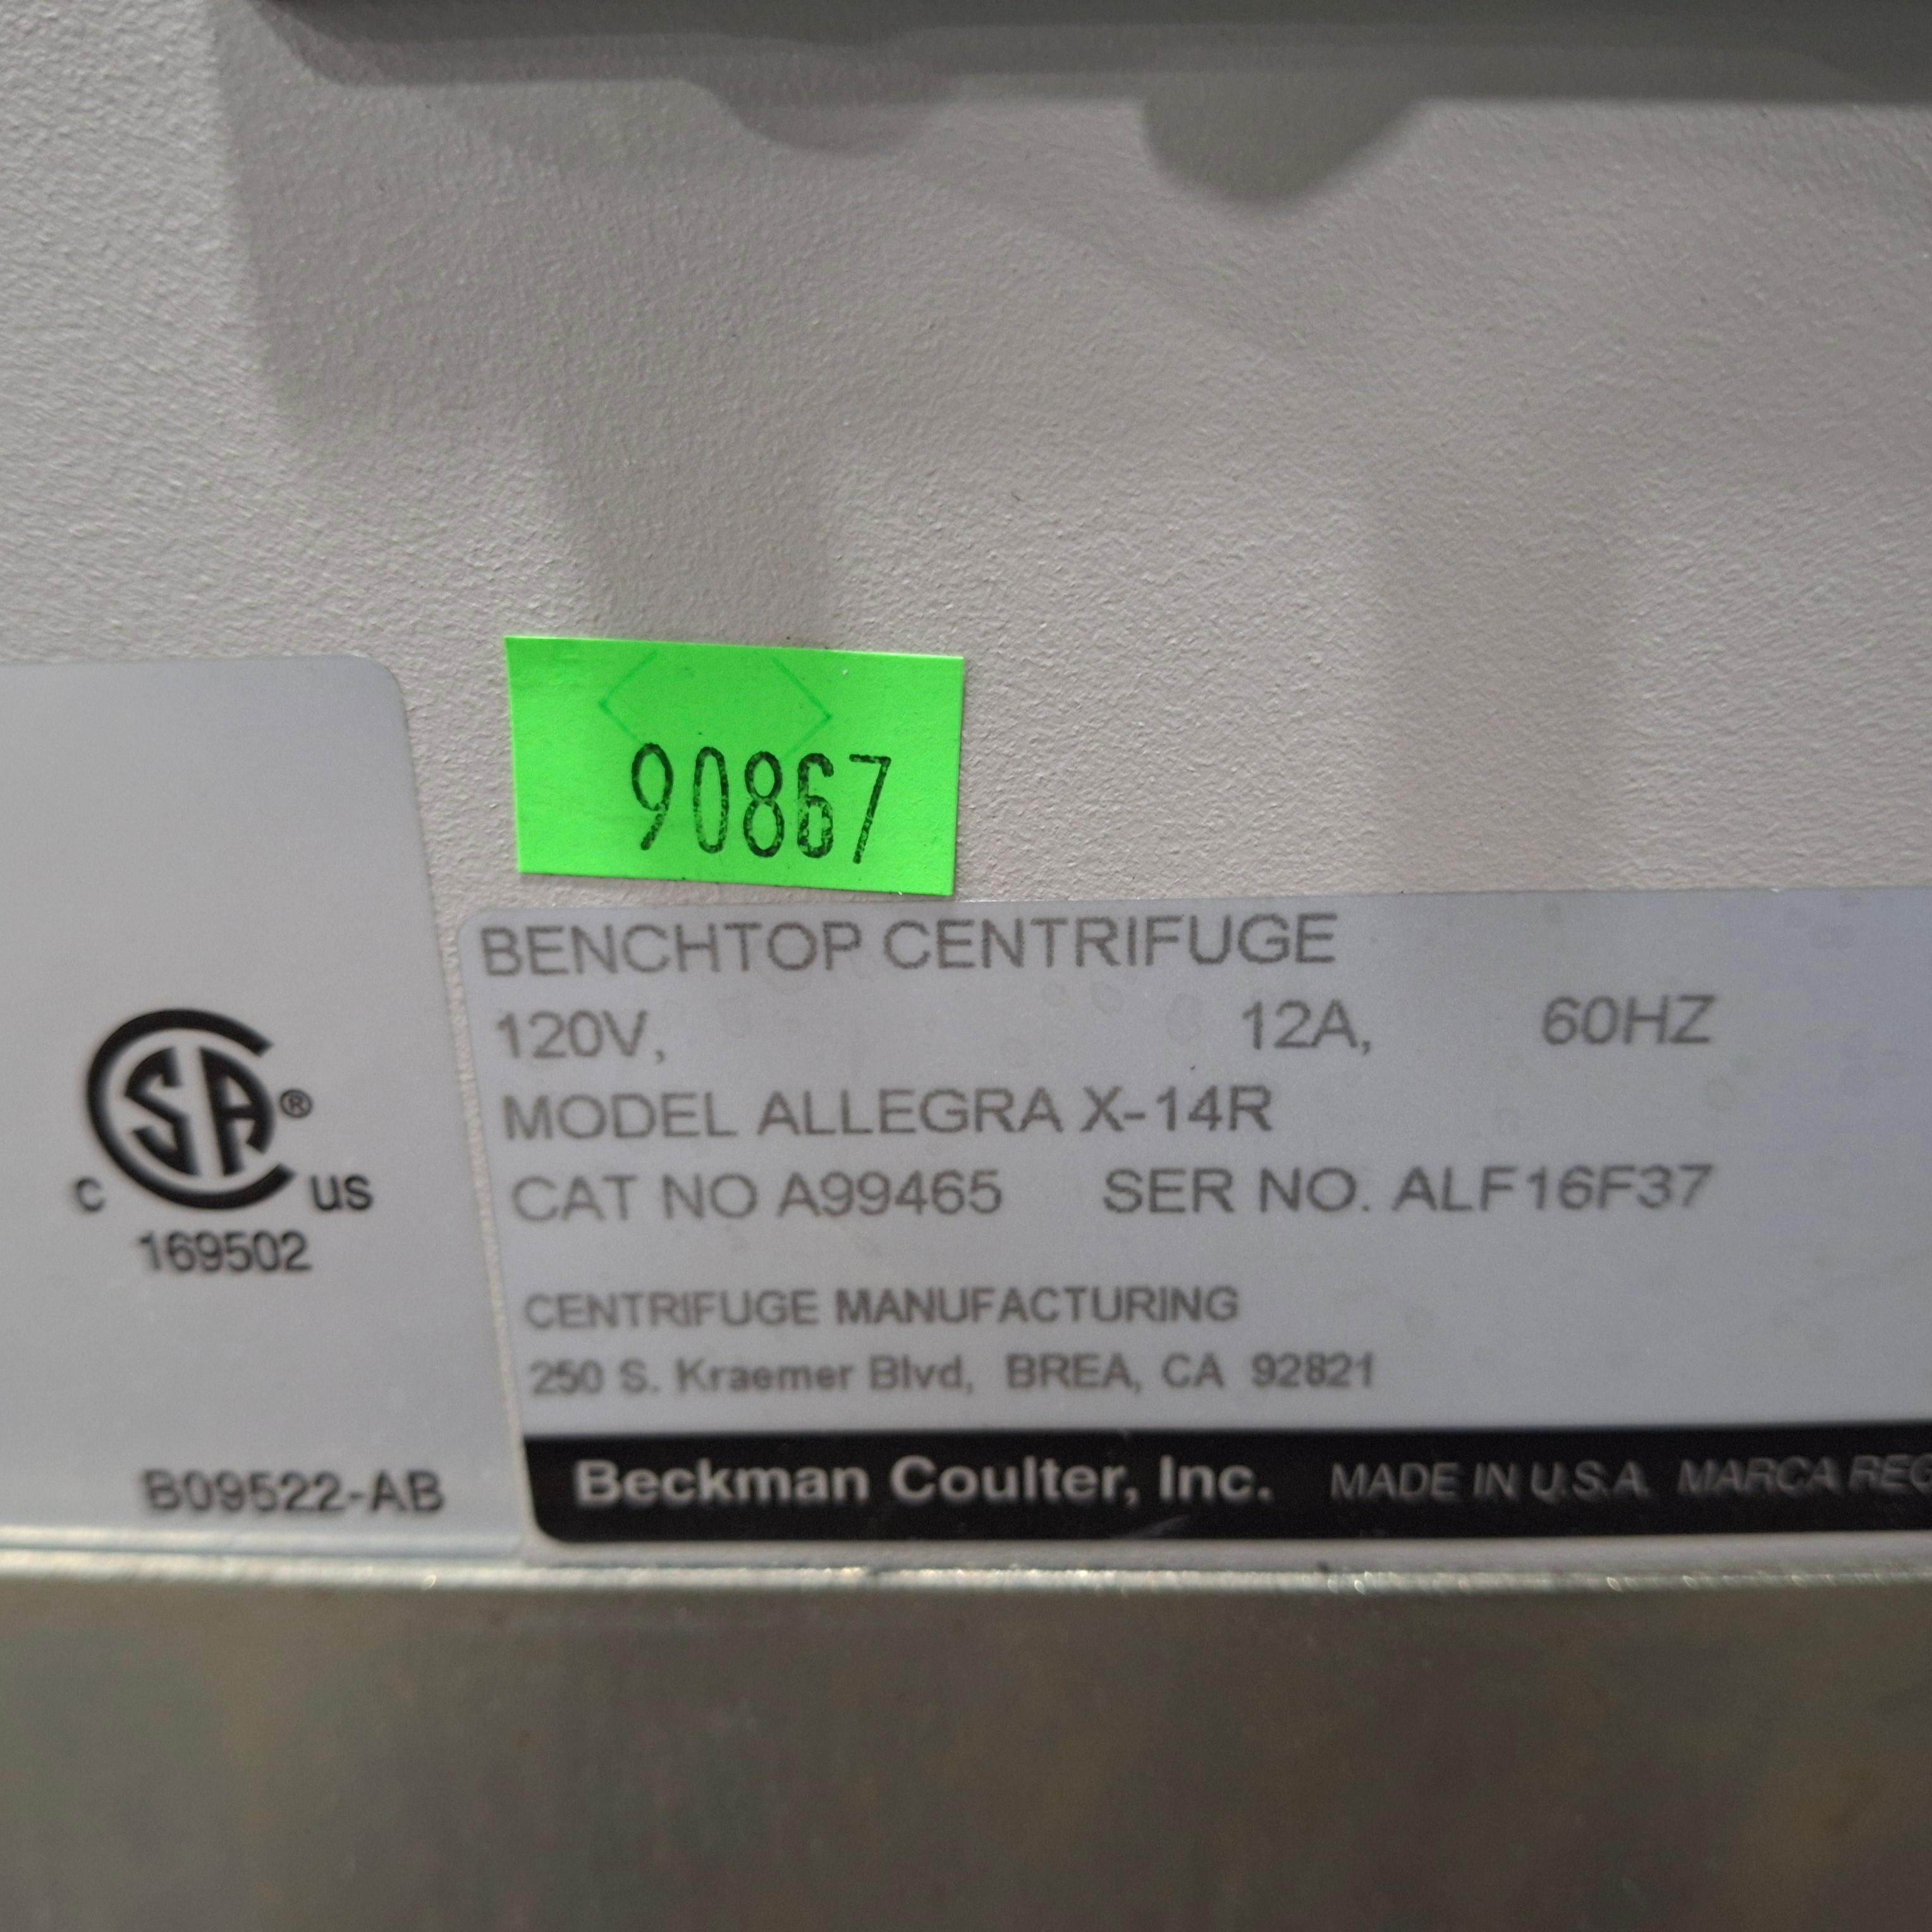 90867
BENCHTOP CENTRIFUGE
120V, 12A, 60HZ
MODEL ALLEGRA X-14R
CAT NO A99465 SER NO. ALF16F37
CENTRIFUGE MANUFACTURING
250 S. Kraemer Blvd, BREA, CA 92821
Beckman Coulter, Inc. MADE IN U.S.A. MARCA REG
CSA®
C US
169502
B09522-AB